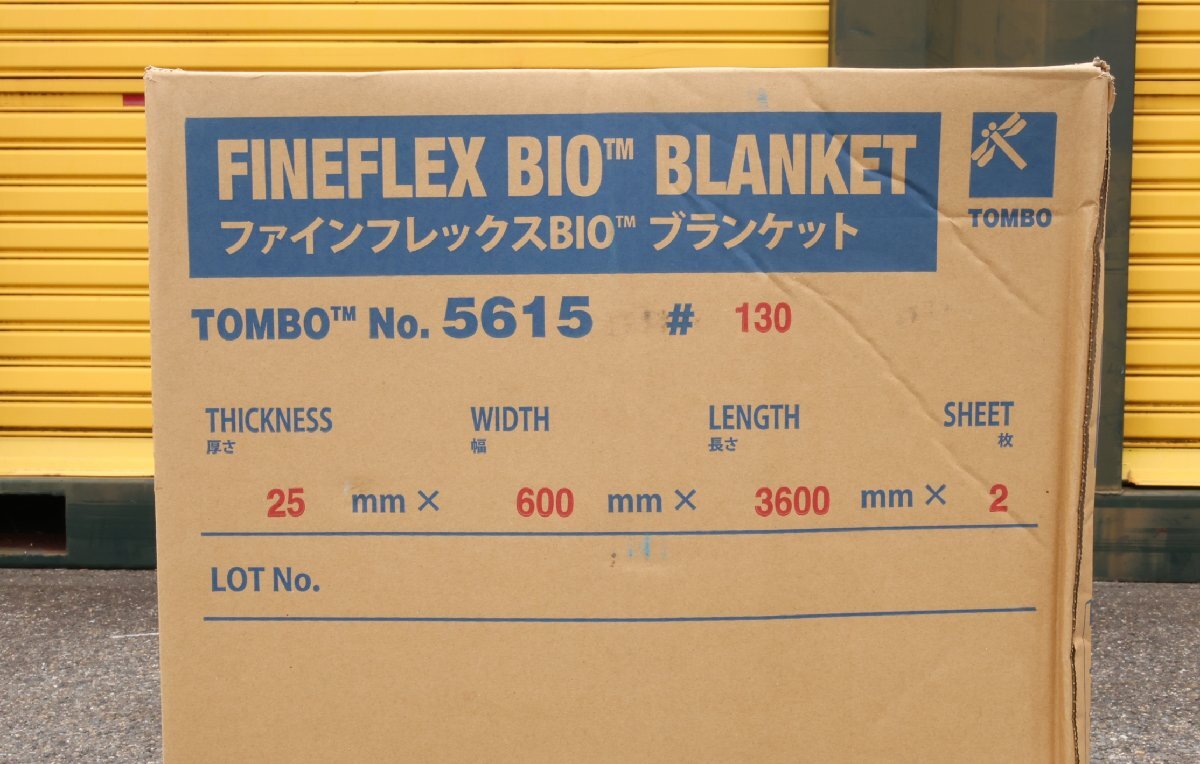 FINEFLEX BIO™ BLANKET
ファインフレックスBIO™ ブランケット
TOMBO
TOMBO™ No. 5615 # 130
THICKNESS WIDTH LENGTH SHEET
厚さ 幅 長さ 枚
25 mm × 600 mm × 3600 mm × 2
LOT No.